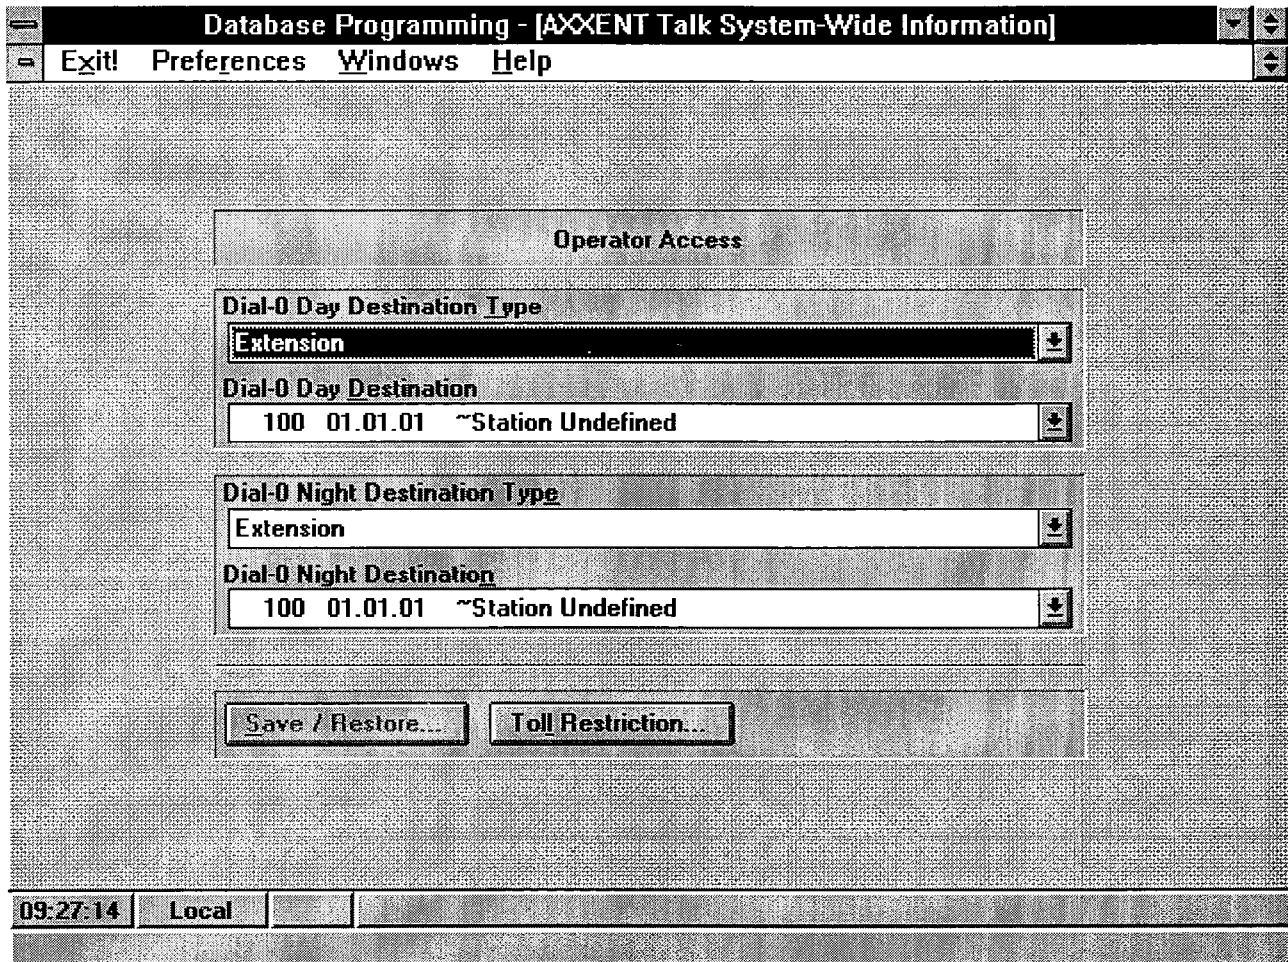 Database Programming - [AXXENT Talk System-Wide Information]
Exit! Preferences Windows Help
Operator Access
Dial-0 Day Destination Type
Extension
Dial-0 Day Destination
100 01.01.01 ~Station Undefined
Dial-0 Night Destination Type
Extension
Dial-0 Night Destination
100 01.01.01 ~Station Undefined
Save / Restore... Toll Restriction...
09:27:14 Local